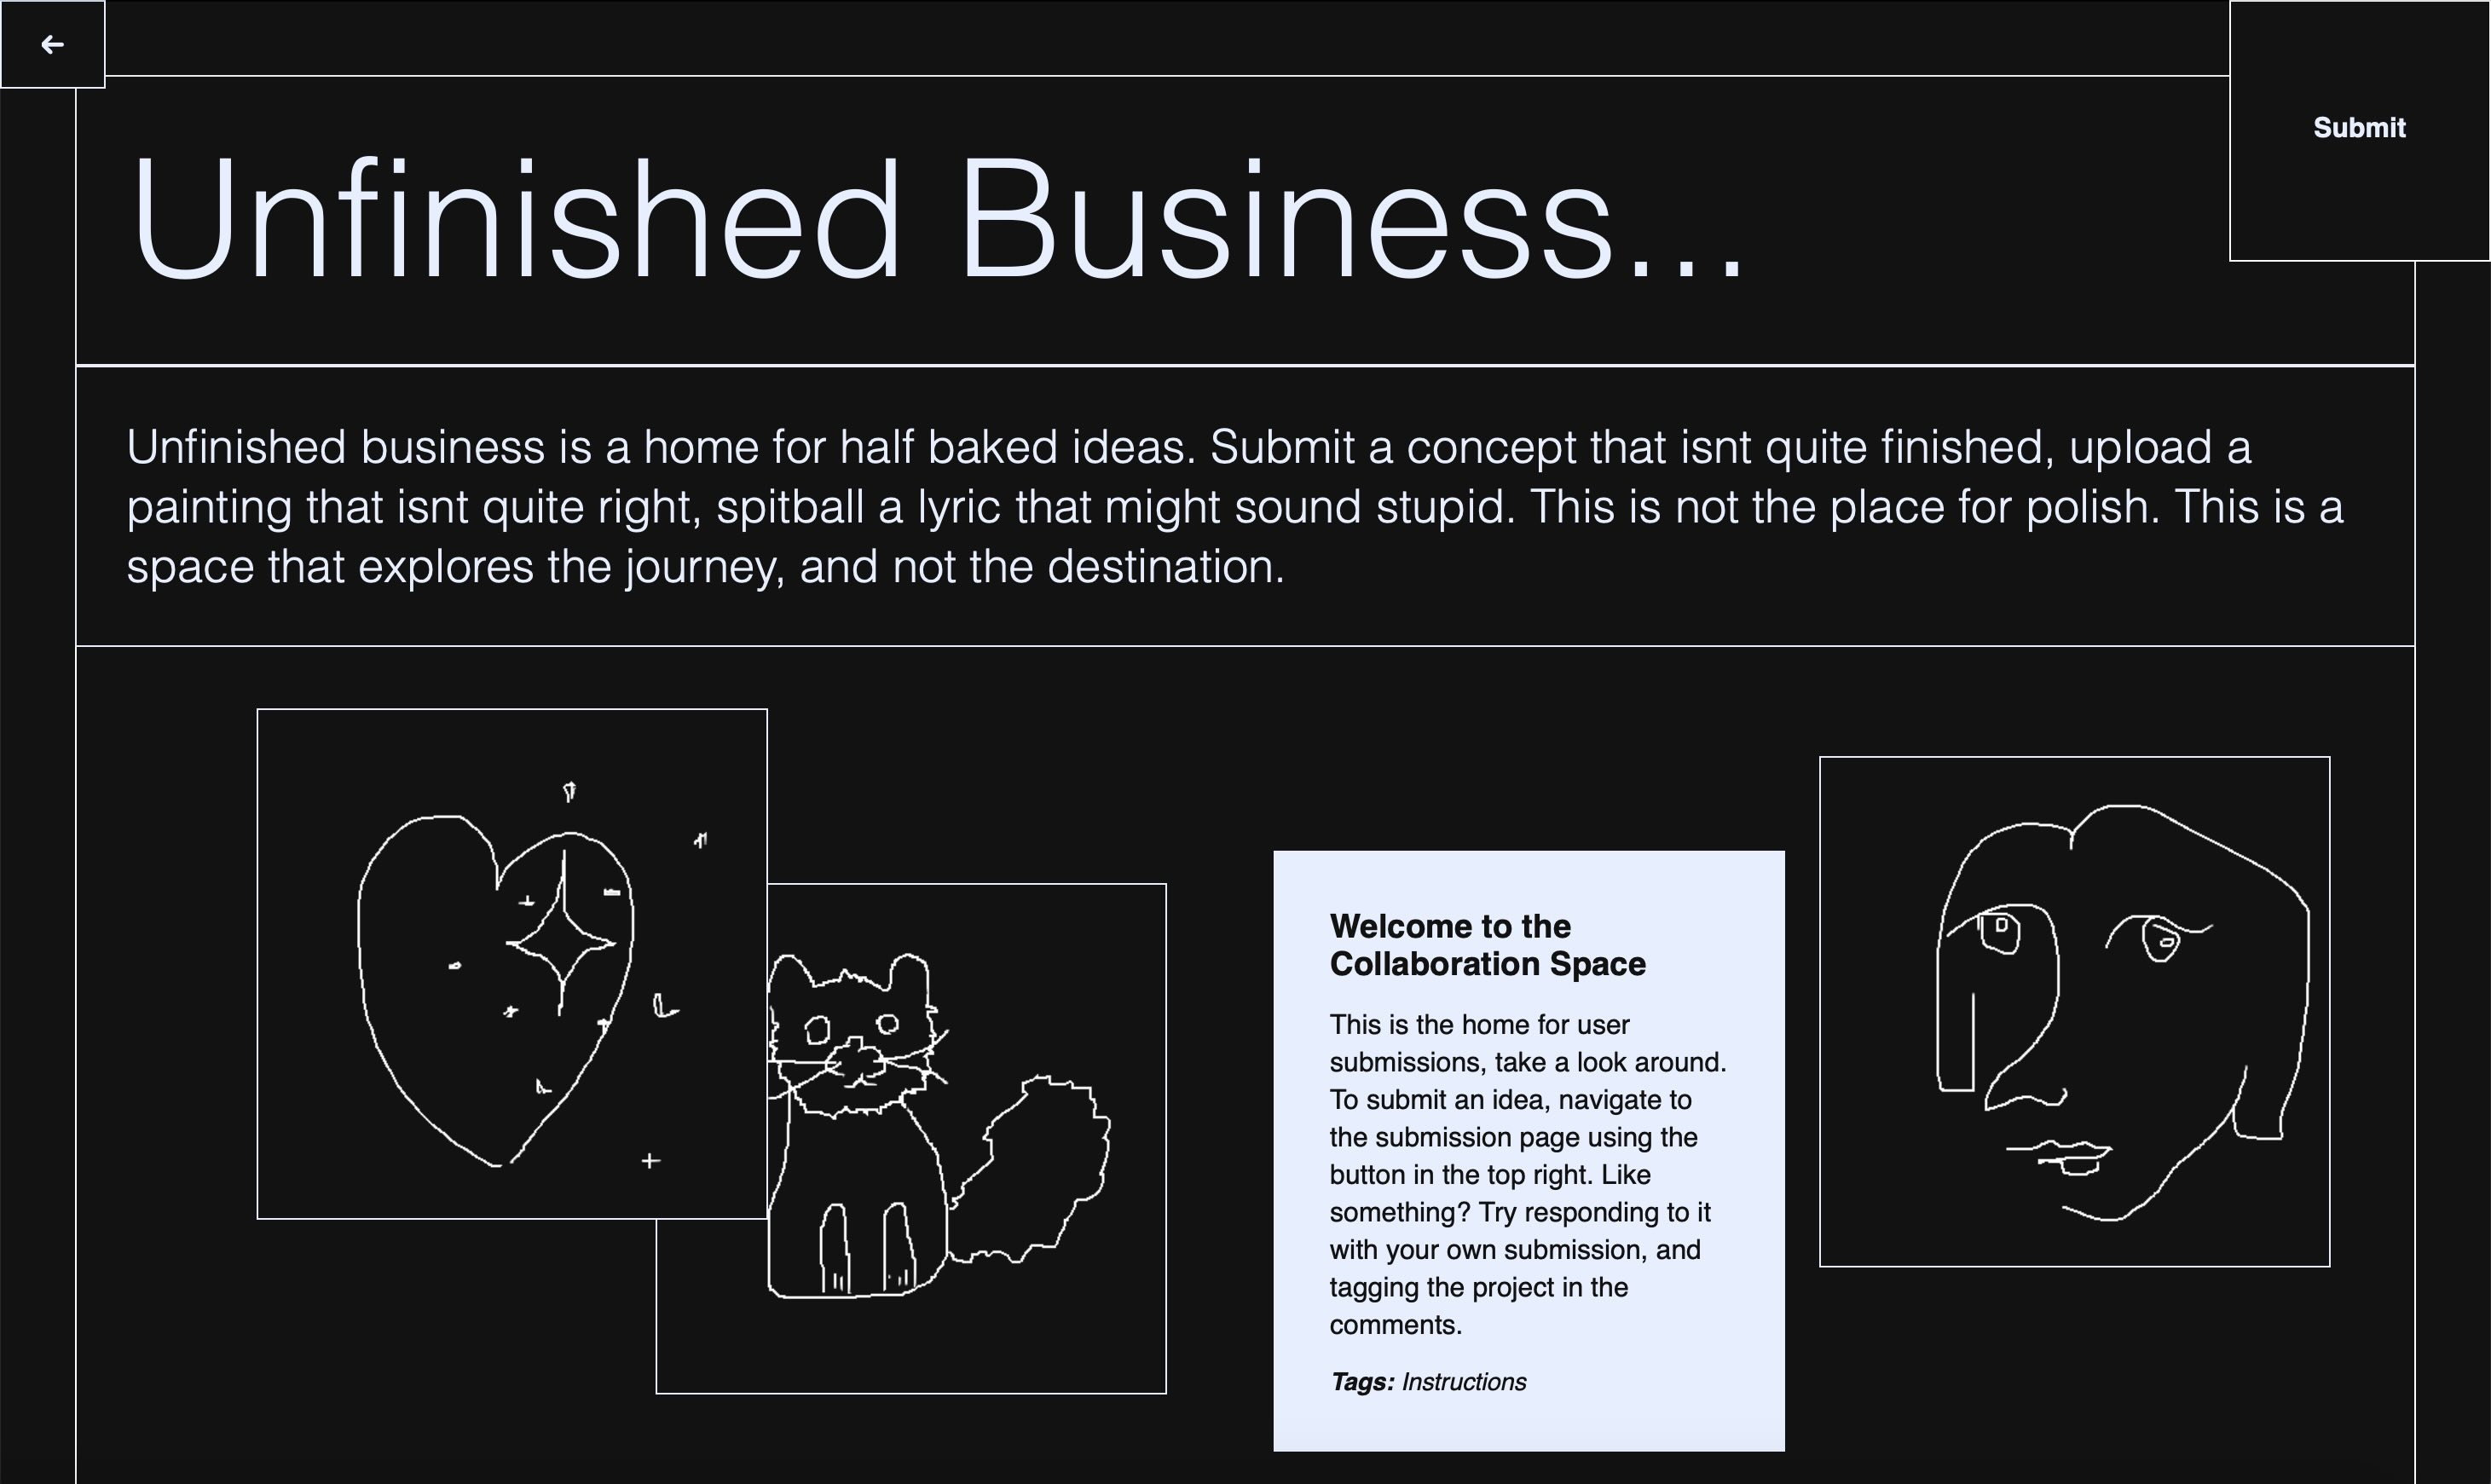 Submit
Unfinished Business...
Unfinished business is a home for half baked ideas. Submit a concept that isnt quite finished, upload a
painting that isnt quite right, spitball a lyric that might sound stupid. This is not the place for polish. This is a
space that explores the journey, and not the destination.
Welcome to the
Collaboration Space
This is the home for user
submissions, take a look around.
To submit an idea, navigate to
the submission page using the
button in the top right. Like
something? Try responding to it
with your own submission, and
tagging the project in the
comments.
Tags: Instructions